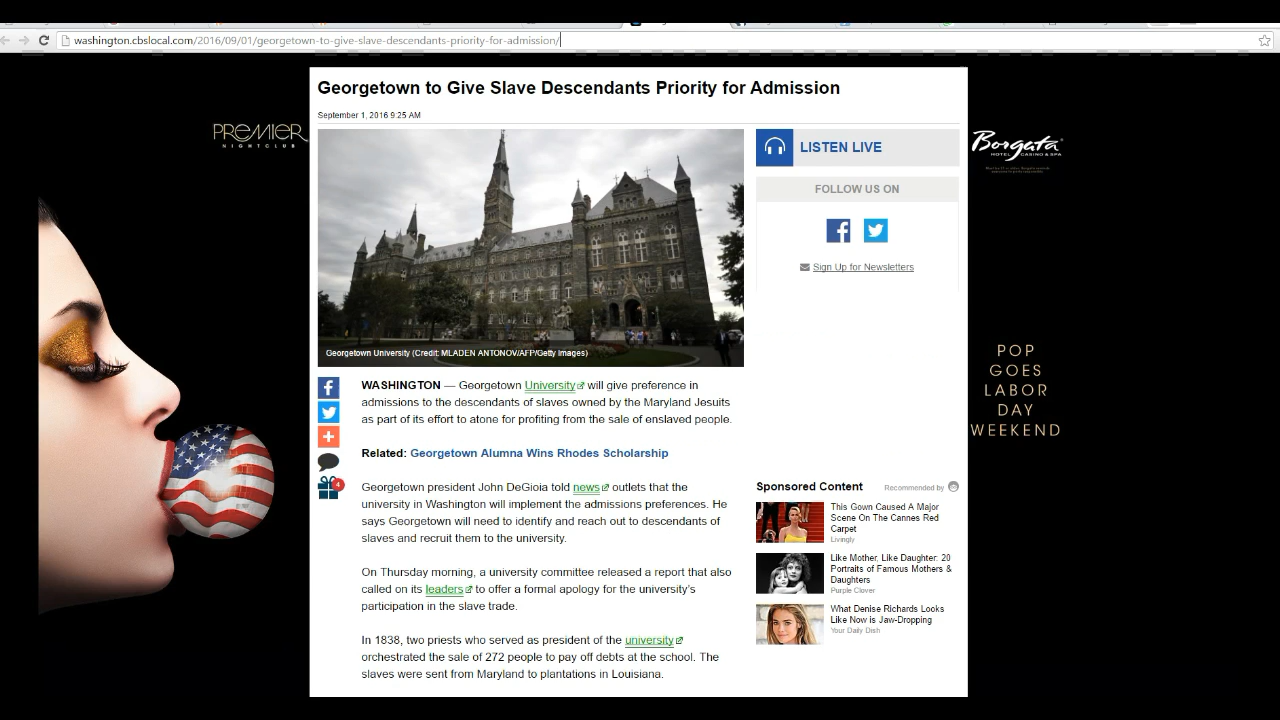 washington.cbslocal.com/2016/09/01/georgetown-to-give-slave-descendants-priority-for-admission/
Georgetown to Give Slave Descendants Priority for Admission
September 1, 2016 9:25 AM
PREMIER
NIGHTCLUB
Georgetown University (Credit: MLADEN ANTONOV/AFP/Getty Images)
WASHINGTON — Georgetown University will give preference in
admissions to the descendants of slaves owned by the Maryland Jesuits
as part of its effort to atone for profiting from the sale of enslaved people.
Related: Georgetown Alumna Wins Rhodes Scholarship
4
Georgetown president John DeGioia told news outlets that the
university in Washington will implement the admissions preferences. He
says Georgetown will need to identify and reach out to descendants of
slaves and recruit them to the university.
On Thursday morning, a university committee released a report that also
called on its leaders to offer a formal apology for the university's
participation in the slave trade.
In 1838, two priests who served as president of the university
orchestrated the sale of 272 people to pay off debts at the school. The
slaves were sent from Maryland to plantations in Louisiana.
LISTEN LIVE
FOLLOW US ON
Sign Up for Newsletters
Sponsored Content
Recommended by
This Gown Caused A Major
Scene On The Cannes Red
Carpet
Livingly
Like Mother, Like Daughter: 20
Portraits of Famous Mothers &
Daughters
Purple Clover
What Denise Richards Looks
Like Now is Jaw-Dropping
Your Daily Dish
Borgata
HOTEL CASINO & SPA
POP
GOES
LABOR
DAY
WEEKEND